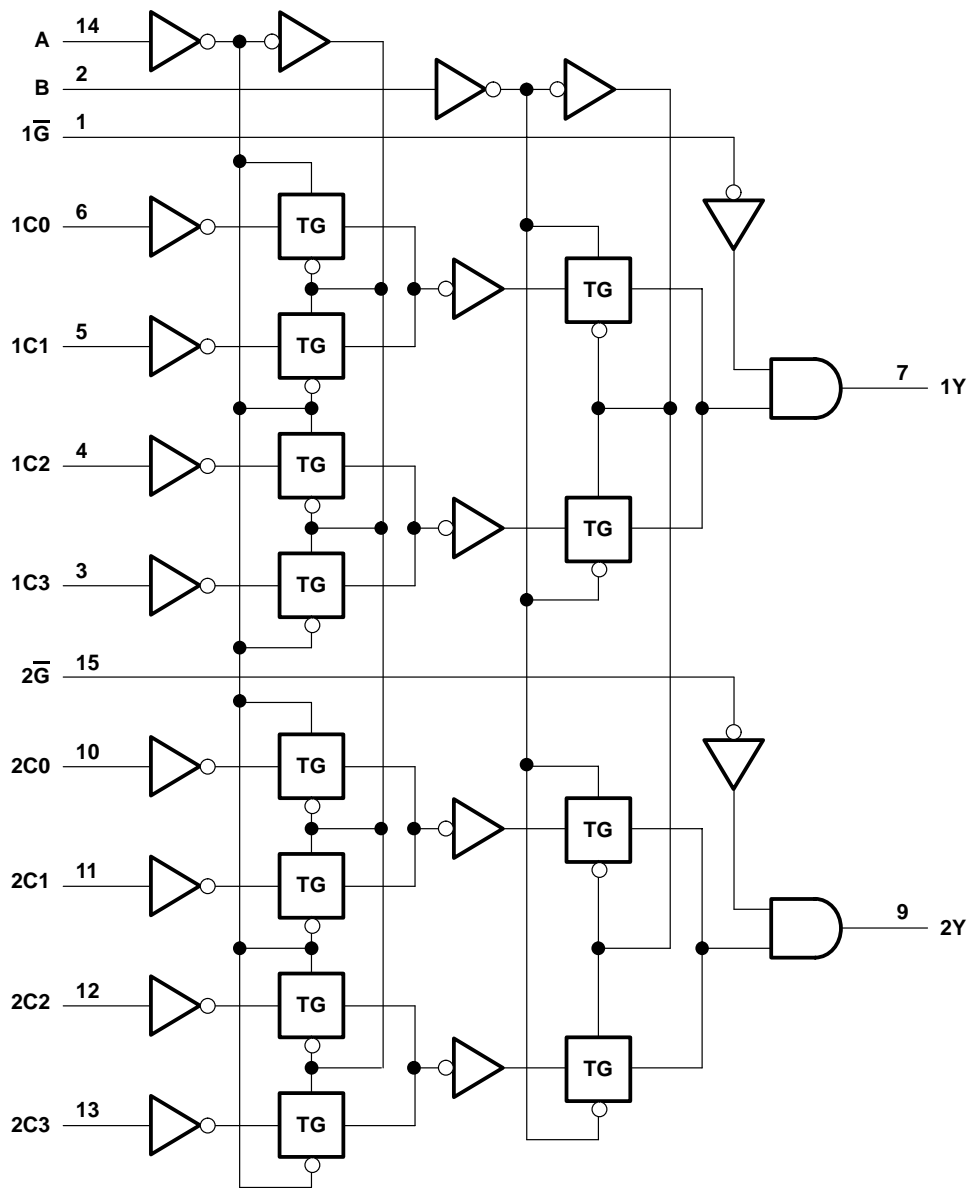 A 14
B 2
1G̅ 1
1C0 6 TG
TG
1C1 5 TG
7 1Y
1C2 4 TG
TG
1C3 3 TG
2G̅ 15
2C0 10 TG
TG
2C1 11 TG
9 2Y
2C2 12 TG
TG
2C3 13 TG